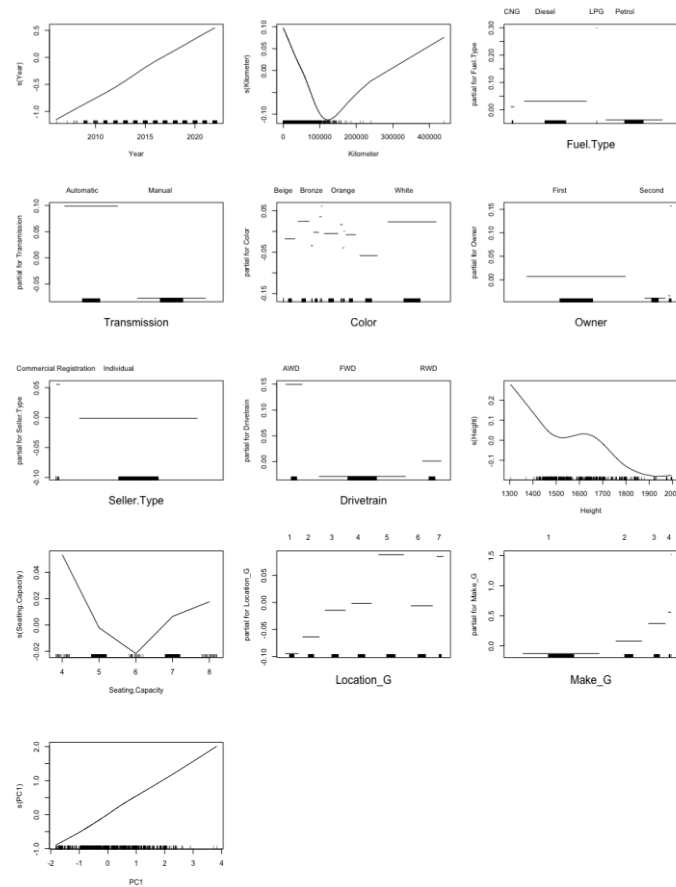 CNG Diesel LPG Petrol
s(Year)
-1.0 -0.5 0.0 0.5
2010 2015 2020
Year
s(Kilometer)
-0.10 0.00 0.05 0.10
0 100000 200000 400000
Kilometer
partial for Fuel.Type
0.00 0.10 0.20 0.30
Fuel.Type
Automatic Manual
partial for Transmission
-0.05 0.00 0.05 0.10
Transmission
Beige Bronze Orange White
partial for Color
-0.15 -0.05 0.05
Color
First Second
partial for Owner
0.00 0.05 0.10 0.15
Owner
Commercial Registration Individual
partial for Seller.Type
-0.10 -0.05 0.00 0.05
Seller.Type
AWD FWD RWD
partial for Drivetrain
0.00 0.05 0.10 0.15
Drivetrain
s(Height)
-0.1 0.0 0.1 0.2
1300 1400 1500 1600 1700 1800 1900 2000
Height
s(Seating.Capacity)
-0.02 0.00 0.02 0.04
4 5 6 7 8
Seating.Capacity
1 2 3 4 5 6 7
partial for Location_G
-0.10 -0.05 0.00 0.05
Location_G
1 2 3 4
partial for Make_G
0.0 0.5 1.0 1.5
Make_G
s(PC1)
-1.0 0.0 1.0 2.0
-2 -1 0 1 2 3 4
PC1